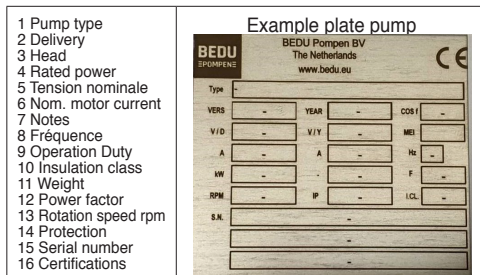 1 Pump type
2 Delivery
3 Head
4 Rated power
5 Tension nominale
6 Nom. motor current
7 Notes
8 Fréquence
9 Operation Duty
10 Insulation class
11 Weight
12 Power factor
13 Rotation speed rpm
14 Protection
15 Serial number
16 Certifications
Example plate pump
BEDU
POMPEN
BEDU Pompen BV
The Netherlands
www.bedu.eu
CE
Type -
VERS - YEAR - COS f -
V/D - V/Y - MEI
A - A - Hz -
kW - - - F -
RPM - IP - I.CL. -
S.N. -
-
-